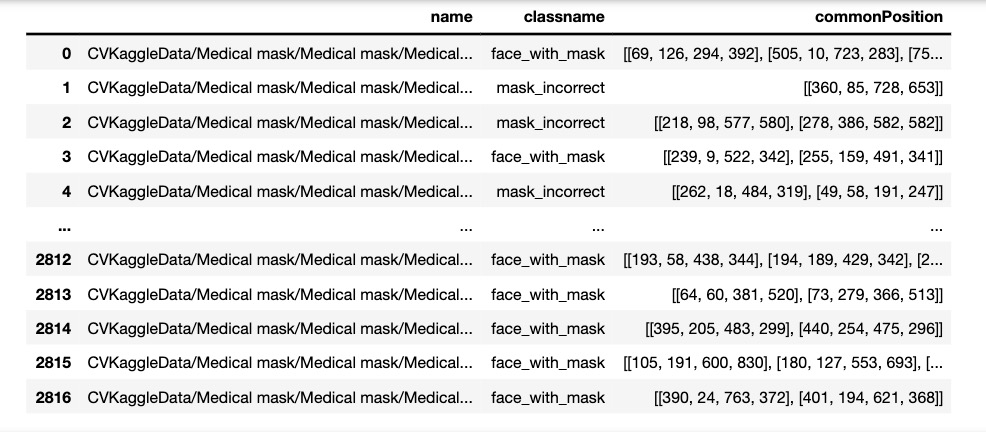 name classname commonPosition
0 CVKaggleData/Medical mask/Medical mask/Medical... face_with_mask [[69, 126, 294, 392], [505, 10, 723, 283], [75...
1 CVKaggleData/Medical mask/Medical mask/Medical... mask_incorrect [[360, 85, 728, 653]]
2 CVKaggleData/Medical mask/Medical mask/Medical... mask_incorrect [[218, 98, 577, 580], [278, 386, 582, 582]]
3 CVKaggleData/Medical mask/Medical mask/Medical... face_with_mask [[239, 9, 522, 342], [255, 159, 491, 341]]
4 CVKaggleData/Medical mask/Medical mask/Medical... mask_incorrect [[262, 18, 484, 319], [49, 58, 191, 247]]
... ... ... ...
2812 CVKaggleData/Medical mask/Medical mask/Medical... face_with_mask [[193, 58, 438, 344], [194, 189, 429, 342], [2...
2813 CVKaggleData/Medical mask/Medical mask/Medical... face_with_mask [[64, 60, 381, 520], [73, 279, 366, 513]]
2814 CVKaggleData/Medical mask/Medical mask/Medical... face_with_mask [[395, 205, 483, 299], [440, 254, 475, 296]]
2815 CVKaggleData/Medical mask/Medical mask/Medical... face_with_mask [[105, 191, 600, 830], [180, 127, 553, 693], [...
2816 CVKaggleData/Medical mask/Medical mask/Medical... face_with_mask [[390, 24, 763, 372], [401, 194, 621, 368]]